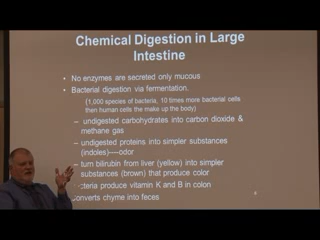 Chemical Digestion in Large
Intestine
• No enzymes are secreted only mucous
• Bacterial digestion via fermentation.
(1,000 species of bacteria, 10 times more bacterial cells
then human cells the make up the body)
– undigested carbohydrates into carbon dioxide &
methane gas
– undigested proteins into simpler substances
(indoles)----odor
– turn bilirubin from liver (yellow) into simpler
substances (brown) that produce color
acteria produce vitamin K and B in colon
onverts chyme into feces